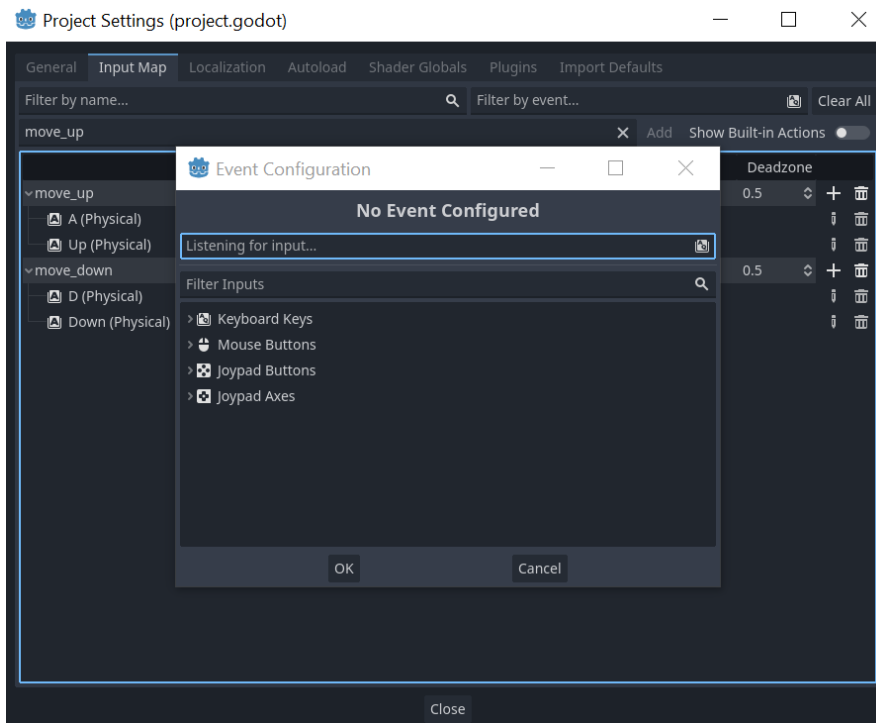 Project Settings (project.godot)
General Input Map Localization Autoload Shader Globals Plugins Import Defaults
Filter by name... Filter by event... Clear All
move_up Add Show Built-in Actions
Deadzone
Event Configuration
move_up 0.5
No Event Configured
A (Physical)
Up (Physical) Listening for input...
move_down 0.5
Filter Inputs
D (Physical)
Down (Physical) Keyboard Keys
Mouse Buttons
Joypad Buttons
Joypad Axes
OK Cancel
Close